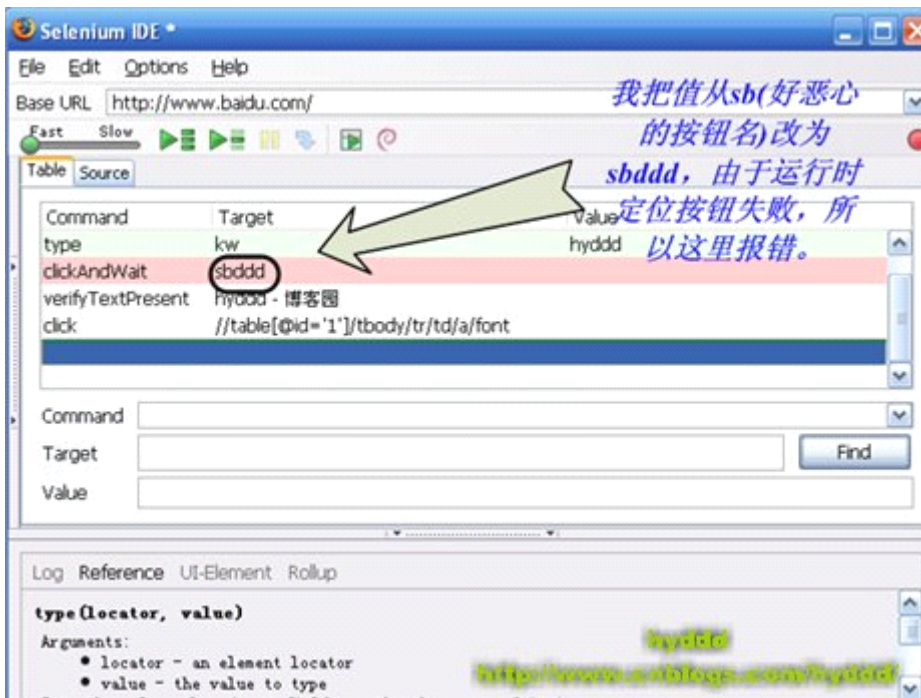 Selenium IDE *
File Edit Options Help
Base URL http://www.baidu.com/
Fast Slow
我把值从sb(好恶心
的按钮名)改为
sbddd，由于运行时
定位按钮失败，所
以这里报错。
Table Source
Command Target Value
type kw hyddd
clickAndWait sbddd
verifyTextPresent hyddd - 博客园
click //table[@id='1']/tbody/tr/td/a/font
Command
Target Find
Value
Log Reference UI-Element Rollup
type(locator, value)
Arguments:
● locator - an element locator
● value - the value to type
hyddd
http://www.cnblogs.com/hyddd/